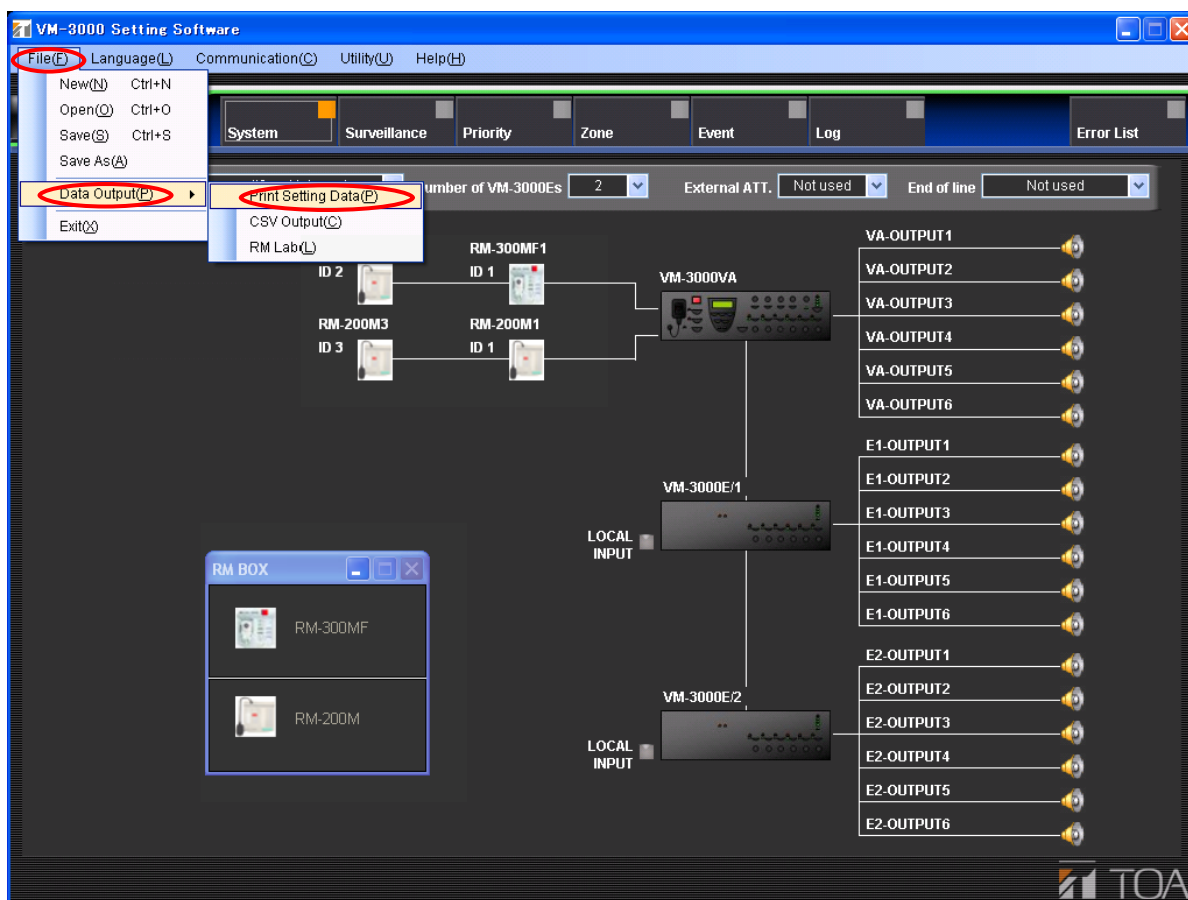 VM-3000 Setting Software
File(F) Language(L) Communication(C) Utility(U) Help(H)
New(N) Ctrl+N
Open(O) Ctrl+O
Save(S) Ctrl+S
Save As(A)
Data Output(P)
Exit(X)
Print Setting Data(P)
CSV Output(C)
RM Label(L)
System Surveillance Priority Zone Event Log Error List
of VM-3000Es 2 External ATT. Not used End of line Not used
RM-300MF1
ID 2 ID 1
RM-200M3 RM-200M1
ID 3 ID 1
VM-3000VA
VA-OUTPUT1
VA-OUTPUT2
VA-OUTPUT3
VA-OUTPUT4
VA-OUTPUT5
VA-OUTPUT6
VM-3000E/1
LOCAL
INPUT
E1-OUTPUT1
E1-OUTPUT2
E1-OUTPUT3
E1-OUTPUT4
E1-OUTPUT5
E1-OUTPUT6
RM BOX
RM-300MF
RM-200M
VM-3000E/2
LOCAL
INPUT
E2-OUTPUT1
E2-OUTPUT2
E2-OUTPUT3
E2-OUTPUT4
E2-OUTPUT5
E2-OUTPUT6
TOA